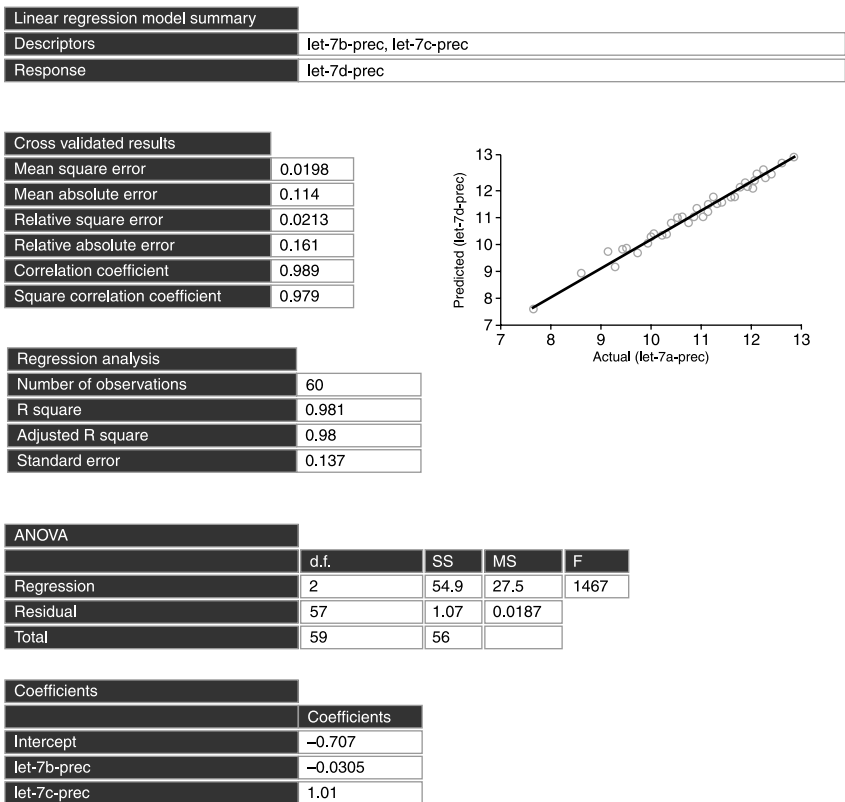 Linear regression model summary
Descriptors let-7b-prec, let-7c-prec
Response let-7d-prec
Cross validated results
Mean square error 0.0198
Mean absolute error 0.114
Relative square error 0.0213
Relative absolute error 0.161
Correlation coefficient 0.989
Square correlation coefficient 0.979
Predicted (let-7d-prec)
13
12
11
10
9
8
7
7 8 9 10 11 12 13
Actual (let-7a-prec)
Regression analysis
Number of observations 60
R square 0.981
Adjusted R square 0.98
Standard error 0.137
ANOVA
d.f. SS MS F
Regression 2 54.9 27.5 1467
Residual 57 1.07 0.0187
Total 59 56
Coefficients
Coefficients
Intercept –0.707
let-7b-prec –0.0305
let-7c-prec 1.01